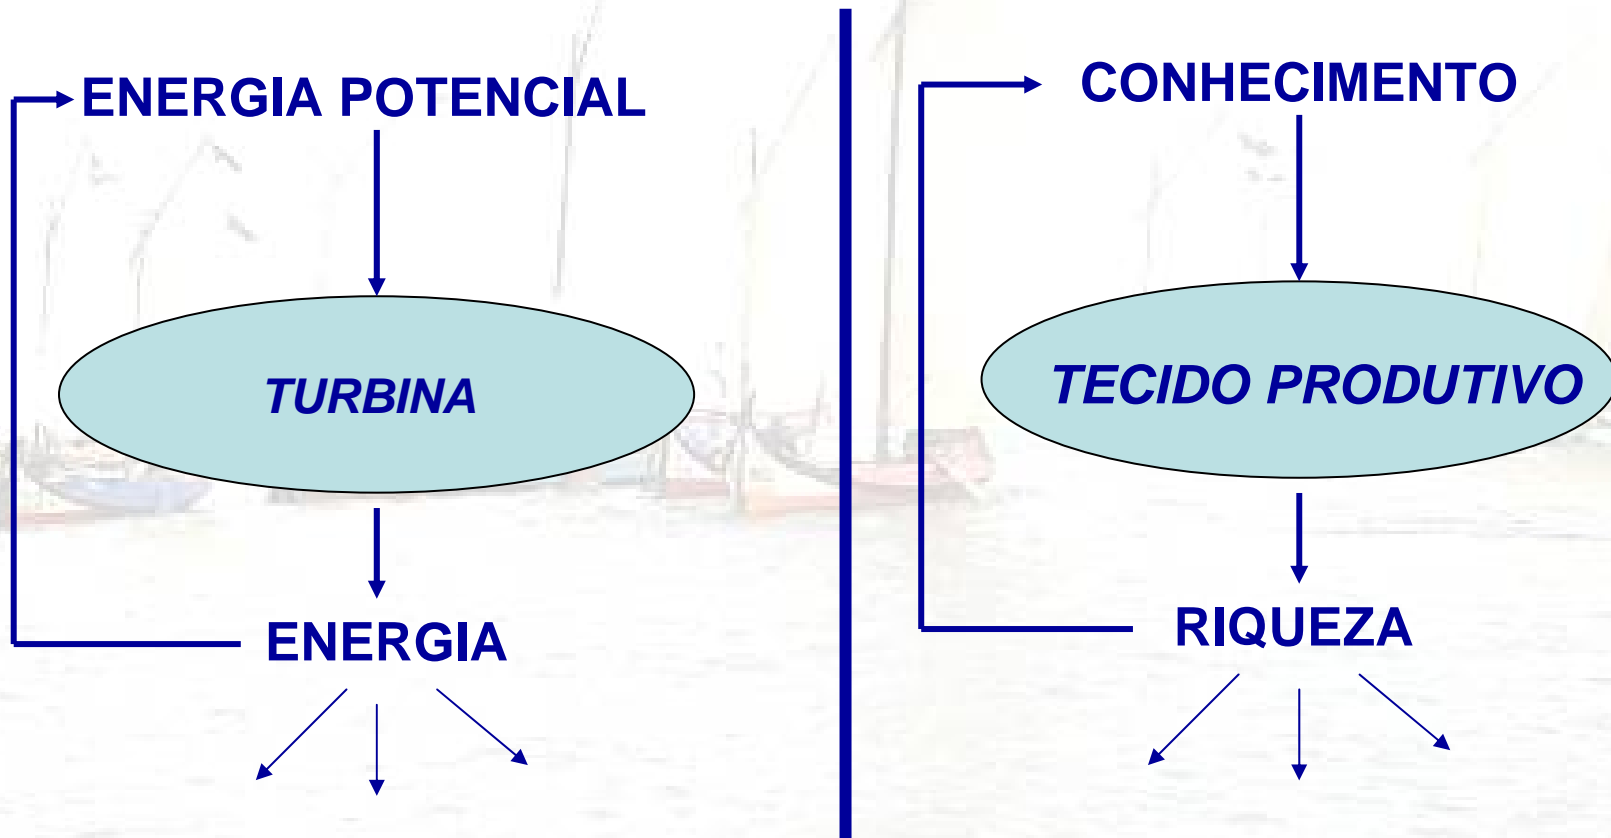 ENERGIA POTENCIAL
TURBINA
ENERGIA
CONHECIMENTO
TECIDO PRODUTIVO
RIQUEZA